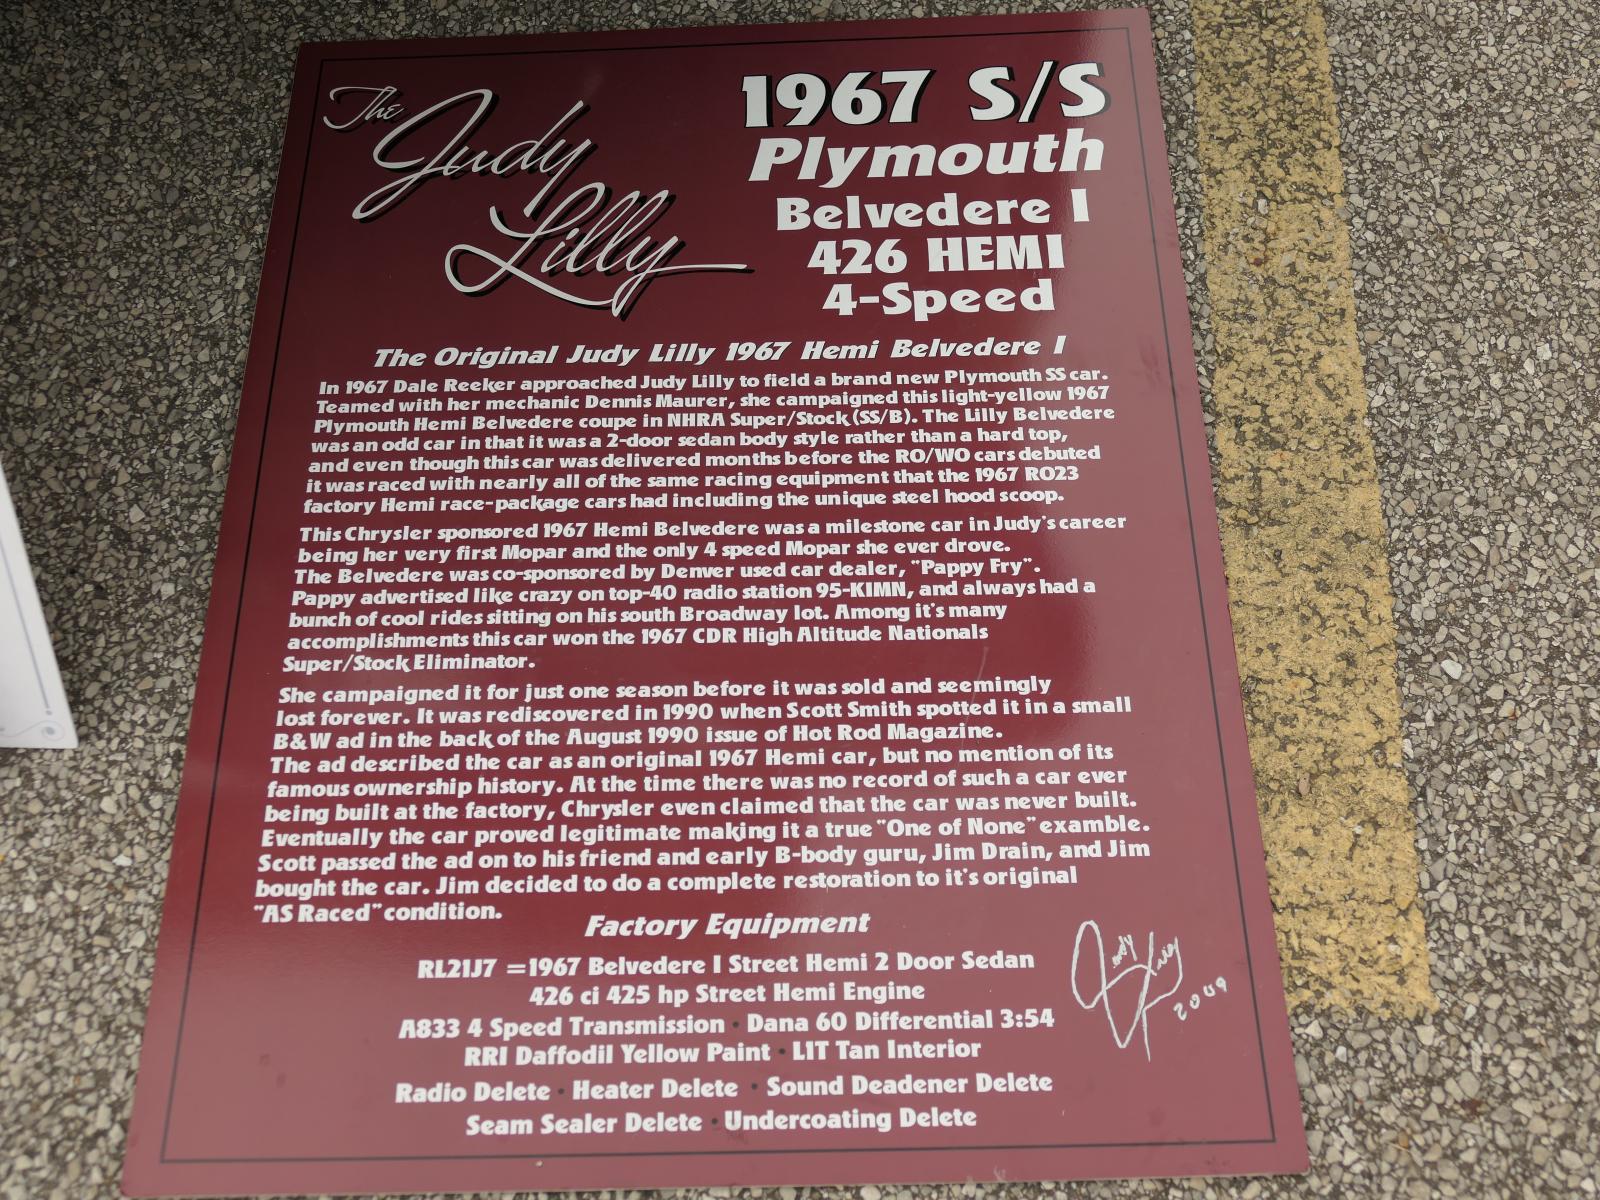 The Judy Lilly
1967 S/S
Plymouth
Belvedere I
426 HEMI
4-Speed
The Original Judy Lilly 1967 Hemi Belvedere I
In 1967 Dale Reeker approached Judy Lilly to field a brand new Plymouth SS car.
Teamed with her mechanic Dennis Maurer, she campaigned this light-yellow 1967
Plymouth Hemi Belvedere coupe in NHRA Super/Stock (SS/B). The Lilly Belvedere
was an odd car in that it was a 2-door sedan body style rather than a hard top,
and even though this car was delivered months before the RO/WO cars debuted
it was raced with nearly all of the same racing equipment that the 1967 RO23
factory Hemi race-package cars had including the unique steel hood scoop.
This Chrysler sponsored 1967 Hemi Belvedere was a milestone car in Judy's career
being her very first Mopar and the only 4 speed Mopar she ever drove.
The Belvedere was co-sponsored by Denver used car dealer, "Pappy Fry".
Pappy advertised like crazy on top-40 radio station 95-KIMN, and always had a
bunch of cool rides sitting on his south Broadway lot. Among it's many
accomplishments this car won the 1967 CDR High Altitude Nationals
Super/Stock Eliminator.
She campaigned it for just one season before it was sold and seemingly
lost forever. It was rediscovered in 1990 when Scott Smith spotted it in a small
B&W ad in the back of the August 1990 issue of Hot Rod Magazine.
The ad described the car as an original 1967 Hemi car, but no mention of its
famous ownership history. At the time there was no record of such a car ever
being built at the factory, Chrysler even claimed that the car was never built.
Eventually the car proved legitimate making it a true "One of None" examble.
Scott passed the ad on to his friend and early B-body guru, Jim Drain, and Jim
bought the car. Jim decided to do a complete restoration to it's original
"AS Raced" condition.
Factory Equipment
RL21J7 =1967 Belvedere I Street Hemi 2 Door Sedan
426 ci 425 hp Street Hemi Engine
A833 4 Speed Transmission · Dana 60 Differential 3:54
RRI Daffodil Yellow Paint · L1T Tan Interior
Radio Delete · Heater Delete · Sound Deadener Delete
Seam Sealer Delete · Undercoating Delete
Judy Lilly
2009